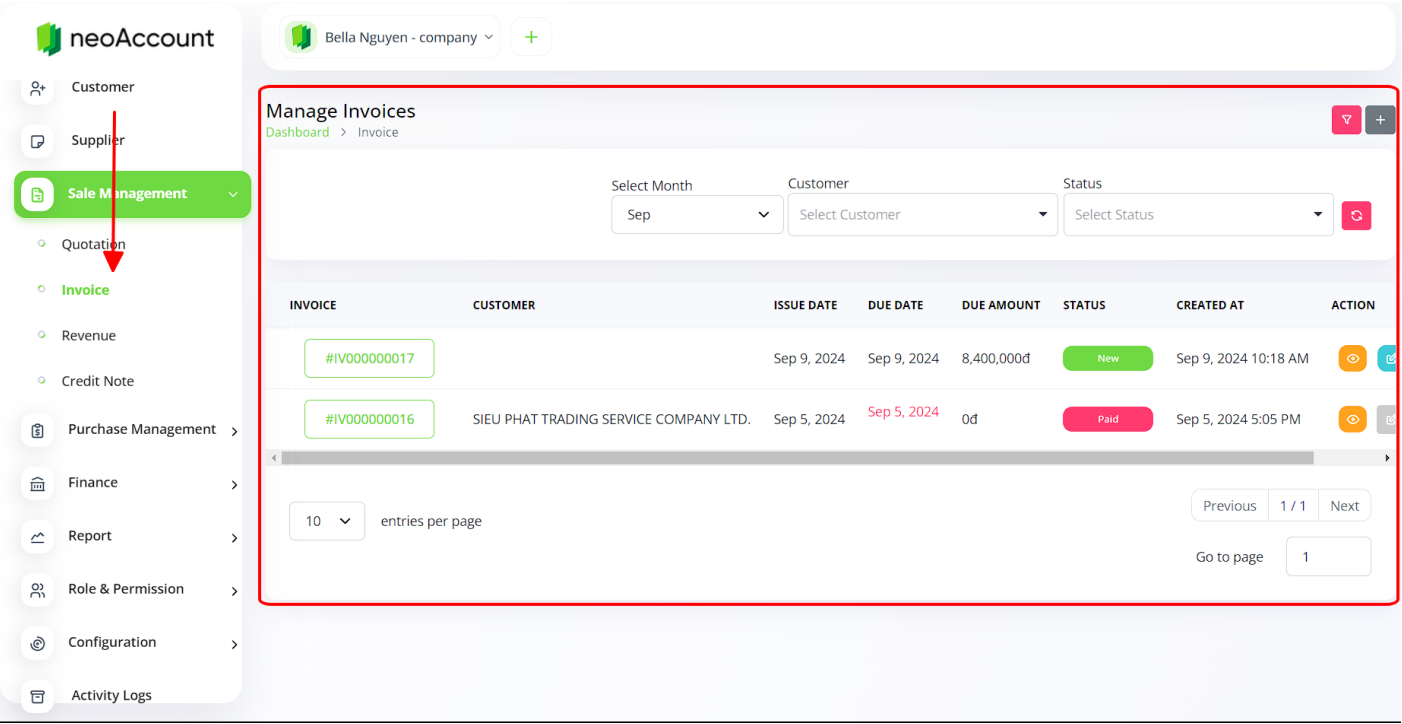 neoAccount
Customer
Supplier
Sale Management
Quotation
Invoice
Revenue
Credit Note
Purchase Management
Finance
Report
Role & Permission
Configuration
Activity Logs
Bella Nguyen - company
Manage Invoices
Dashboard > Invoice
Select Month Customer Status
Sep Select Customer Select Status
INVOICE CUSTOMER ISSUE DATE DUE DATE DUE AMOUNT STATUS CREATED AT ACTION
#IV000000017 Sep 9, 2024 Sep 9, 2024 8,400,000đ New Sep 9, 2024 10:18 AM
#IV000000016 SIEU PHAT TRADING SERVICE COMPANY LTD. Sep 5, 2024 Sep 5, 2024 0đ Paid Sep 5, 2024 5:05 PM
10 entries per page
Previous 1 / 1 Next
Go to page 1